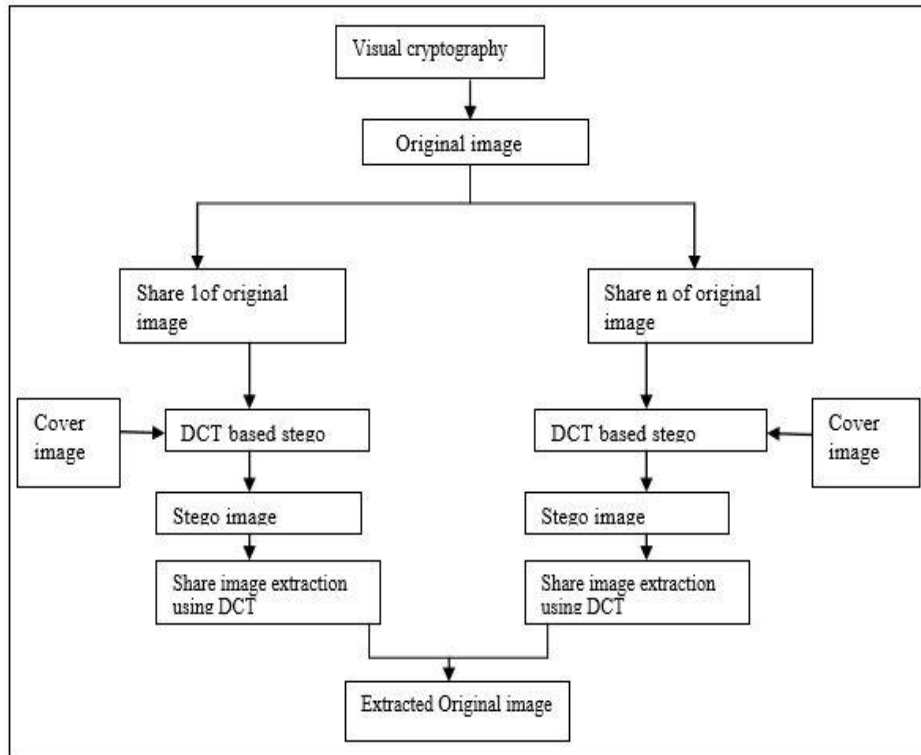 Visual cryptography
Original image
Share 1of original
image
Share n of original
image
Cover
image
DCT based stego
DCT based stego
Cover
image
Stego image
Stego image
Share image extraction
using DCT
Share image extraction
using DCT
Extracted Original image